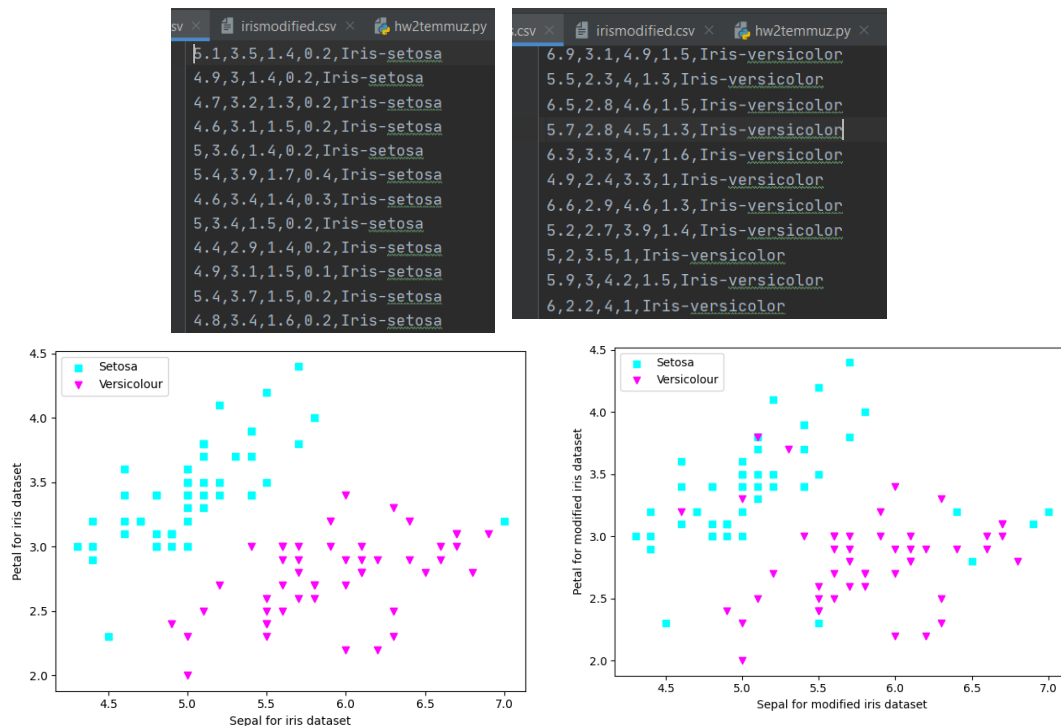 sv irismodified.csv hw2temmuz.py
5.1,3.5,1.4,0.2,Iris-setosa
4.9,3,1.4,0.2,Iris-setosa
4.7,3.2,1.3,0.2,Iris-setosa
4.6,3.1,1.5,0.2,Iris-setosa
5,3.6,1.4,0.2,Iris-setosa
5.4,3.9,1.7,0.4,Iris-setosa
4.6,3.4,1.4,0.3,Iris-setosa
5,3.4,1.5,0.2,Iris-setosa
4.4,2.9,1.4,0.2,Iris-setosa
4.9,3.1,1.5,0.1,Iris-setosa
5.4,3.7,1.5,0.2,Iris-setosa
4.8,3.4,1.6,0.2,Iris-setosa
s.csv irismodified.csv hw2temmuz.py
6.9,3.1,4.9,1.5,Iris-versicolor
5.5,2.3,4,1.3,Iris-versicolor
6.5,2.8,4.6,1.5,Iris-versicolor
5.7,2.8,4.5,1.3,Iris-versicolor
6.3,3.3,4.7,1.6,Iris-versicolor
4.9,2.4,3.3,1,Iris-versicolor
6.6,2.9,4.6,1.3,Iris-versicolor
5.2,2.7,3.9,1.4,Iris-versicolor
5,2,3.5,1,Iris-versicolor
5.9,3,4.2,1.5,Iris-versicolor
6,2.2,4,1,Iris-versicolor
Setosa
Versicolour
4.5
4.0
3.5
3.0
2.5
2.0
Petal for iris dataset
4.5 5.0 5.5 6.0 6.5 7.0
Sepal for iris dataset
Setosa
Versicolour
4.5
4.0
3.5
3.0
2.5
2.0
Petal for modified iris dataset
4.5 5.0 5.5 6.0 6.5 7.0
Sepal for modified iris dataset